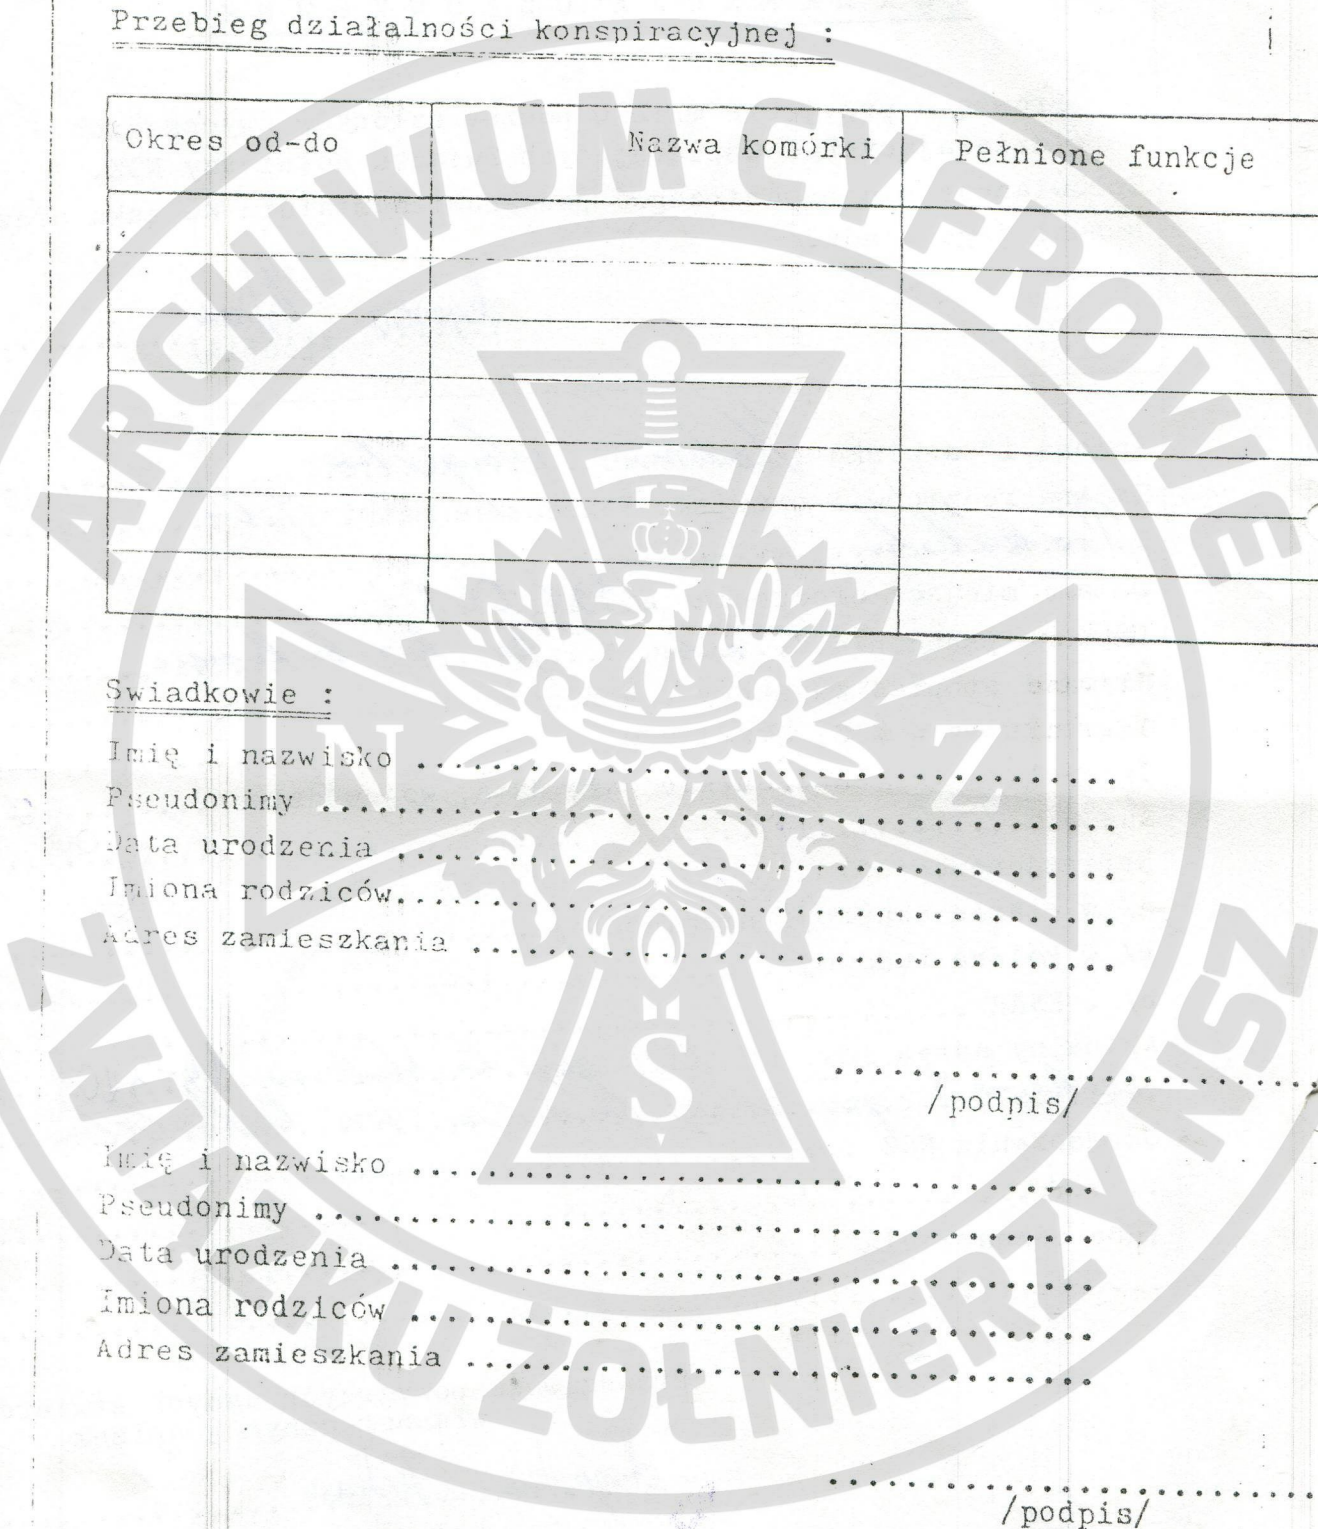 Przebieg działalności konspiracyjnej :
Okres od-do Nazwa komórki Pełnione funkcje
Swiadkowie :
Imię i nazwisko ........................................
Pseudonimy ........................................
Data urodzenia ........................................
Imiona rodziców........................................
Adres zamieszkania ........................................
........................................
/podpis/
Imię i nazwisko ........................................
Pseudonimy ........................................
Data urodzenia ........................................
Imiona rodziców ........................................
Adres zamieszkania ........................................
........................................
/podpis/
ARCHIWUM CYFROWE
ZWIĄZKU ŻOŁNIERZY NSZ
N
S
Z